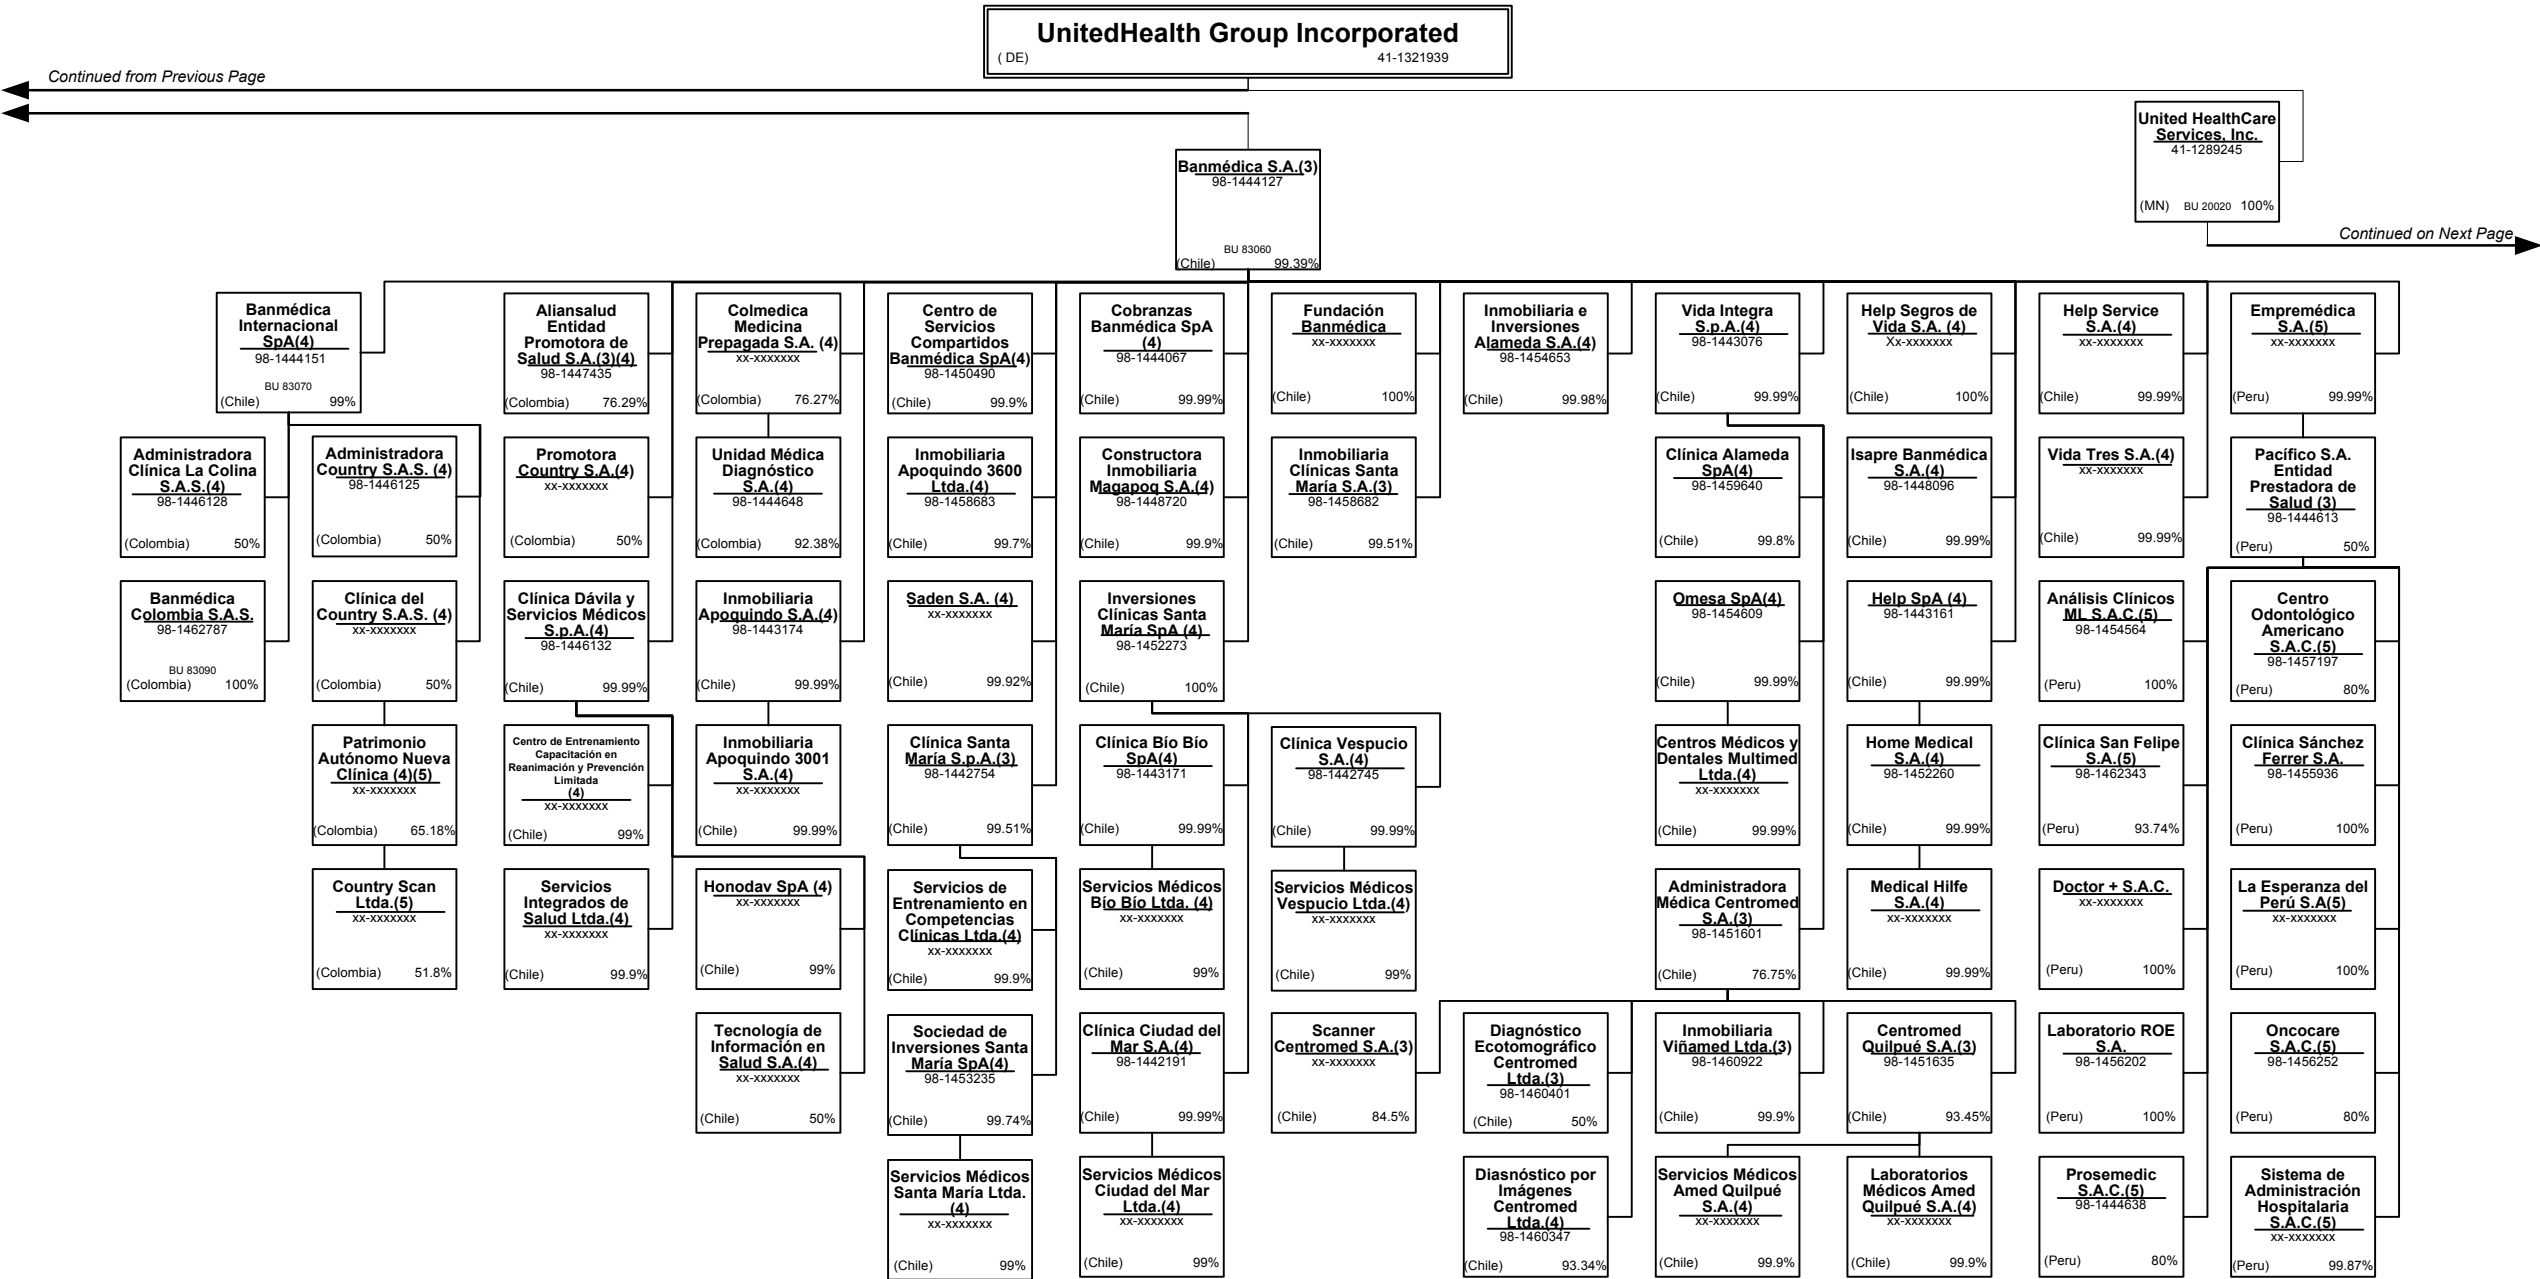 UnitedHealth Group Incorporated
( DE) 41-1321939
Continued from Previous Page
United HealthCare
Services, Inc.
41-1289245
(MN) BU 20020 100%
Continued on Next Page
Banmédica S.A.(3)
98-1444127
BU 83060
(Chile) 99.39%
Banmédica
Internacional
SpA(4)
98-1444151
BU 83070
(Chile) 99%
Aliansalud
Entidad
Promotora de
Salud S.A.(3)(4)
98-1447435
(Colombia) 76.29%
Colmedica
Medicina
Prepagada S.A. (4)
xx-xxxxxxx
(Colombia) 76.27%
Centro de
Servicios
Compartidos
Banmédica SpA(4)
98-1450490
(Chile) 99.9%
Cobranzas
Banmédica SpA
(4)
98-1444067
(Chile) 99.99%
Fundación
Banmédica
xx-xxxxxxx
(Chile) 100%
Inmobiliaria e
Inversiones
Alameda S.A.(4)
98-1454653
(Chile) 99.98%
Vida Integra
S.p.A.(4)
98-1443076
(Chile) 99.99%
Help Segros de
Vida S.A. (4)
Xx-xxxxxxx
(Chile) 100%
Help Service
S.A.(4)
xx-xxxxxxx
(Chile) 99.99%
Empremédica
S.A.(5)
xx-xxxxxxx
(Peru) 99.99%
Administradora
Clínica La Colina
S.A.S.(4)
98-1446128
(Colombia) 50%
Administradora
Country S.A.S. (4)
98-1446125
(Colombia) 50%
Promotora
Country S.A.(4)
xx-xxxxxxx
(Colombia) 50%
Unidad Médica
Diagnóstico
S.A.(4)
98-1444648
(Colombia) 92.38%
Inmobiliaria
Apoquindo 3600
Ltda.(4)
98-1458683
(Chile) 99.7%
Constructora
Inmobiliaria
Magapoq S.A.(4)
98-1448720
(Chile) 99.9%
Inmobiliaria
Clínicas Santa
María S.A.(3)
98-1458682
(Chile) 99.51%
Clínica Alameda
SpA(4)
98-1459640
(Chile) 99.8%
Isapre Banmédica
S.A.(4)
98-1448096
(Chile) 99.99%
Vida Tres S.A.(4)
xx-xxxxxxx
(Chile) 99.99%
Pacífico S.A.
Entidad
Prestadora de
Salud (3)
98-1444613
(Peru) 50%
Banmédica
Colombia S.A.S.
98-1462787
BU 83090
(Colombia) 100%
Clínica del
Country S.A.S. (4)
xx-xxxxxxx
(Colombia) 50%
Clínica Dávila y
Servicios Médicos
S.p.A.(4)
98-1446132
(Chile) 99.99%
Inmobiliaria
Apoquindo S.A.(4)
98-1443174
(Chile) 99.99%
Saden S.A. (4)
xx-xxxxxxx
(Chile) 99.92%
Inversiones
Clínicas Santa
María SpA (4)
98-1452273
(Chile) 100%
Omesa SpA(4)
98-1454609
(Chile) 99.99%
Help SpA (4)
98-1443161
(Chile) 99.99%
Análisis Clínicos
ML S.A.C.(5)
98-1454564
(Peru) 100%
Centro
Odontológico
Americano
S.A.C.(5)
98-1457197
(Peru) 80%
Patrimonio
Autónomo Nueva
Clínica (4)(5)
xx-xxxxxxx
(Colombia) 65.18%
Centro de Entrenamiento
Capacitación en
Reanimación y Prevención
Limitada
(4)
xx-xxxxxxx
(Chile) 99%
Inmobiliaria
Apoquindo 3001
S.A.(4)
xx-xxxxxxx
(Chile) 99.99%
Clínica Santa
María S.p.A.(3)
98-1442754
(Chile) 99.51%
Clínica Bío Bío
SpA(4)
98-1443171
(Chile) 99.99%
Clínica Vespucio
S.A.(4)
98-1442745
(Chile) 99.99%
Centros Médicos y
Dentales Multimed
Ltda.(4)
xx-xxxxxxx
(Chile) 99.99%
Home Medical
S.A.(4)
98-1452260
(Chile) 99.99%
Clínica San Felipe
S.A.(5)
98-1462343
(Peru) 93.74%
Clínica Sánchez
Ferrer S.A.
98-1455936
(Peru) 100%
Country Scan
Ltda.(5)
xx-xxxxxxx
(Colombia) 51.8%
Servicios
Integrados de
Salud Ltda.(4)
xx-xxxxxxx
(Chile) 99.9%
Honodav SpA (4)
xx-xxxxxxx
(Chile) 99%
Servicios de
Entrenamiento en
Competencias
Clínicas Ltda.(4)
xx-xxxxxxx
(Chile) 99.9%
Servicios Médicos
Bío Bío Ltda. (4)
xx-xxxxxxx
(Chile) 99%
Servicios Médicos
Vespucio Ltda.(4)
xx-xxxxxxx
(Chile) 99%
Administradora
Médica Centromed
S.A.(3)
98-1451601
(Chile) 76.75%
Medical Hilfe
S.A.(4)
xx-xxxxxxx
(Chile) 99.99%
Doctor + S.A.C.
xx-xxxxxxx
(Peru) 100%
La Esperanza del
Perú S.A(5)
xx-xxxxxxx
(Peru) 100%
Tecnología de
Información en
Salud S.A.(4)
xx-xxxxxxx
(Chile) 50%
Sociedad de
Inversiones Santa
María SpA(4)
98-1453235
(Chile) 99.74%
Clínica Ciudad del
Mar S.A.(4)
98-1442191
(Chile) 99.99%
Scanner
Centromed S.A.(3)
xx-xxxxxxx
(Chile) 84.5%
Diagnóstico
Ecotomográfico
Centromed
Ltda.(3)
98-1460401
(Chile) 50%
Inmobiliaria
Viñamed Ltda.(3)
98-1460922
(Chile) 99.9%
Centromed
Quilpué S.A.(3)
98-1451635
(Chile) 93.45%
Laboratorio ROE
S.A.
98-1456202
(Peru) 100%
Oncocare
S.A.C.(5)
98-1456252
(Peru) 80%
Servicios Médicos
Santa María Ltda.
(4)
xx-xxxxxxx
(Chile) 99%
Servicios Médicos
Ciudad del Mar
Ltda.(4)
xx-xxxxxxx
(Chile) 99%
Diasnóstico por
Imágenes
Centromed
Ltda.(4)
98-1460347
(Chile) 93.34%
Servicios Médicos
Amed Quilpué
S.A.(4)
xx-xxxxxxx
(Chile) 99.9%
Laboratorios
Médicos Amed
Quilpué S.A.(4)
xx-xxxxxxx
(Chile) 99.9%
Prosemedic
S.A.C.(5)
98-1444638
(Peru) 80%
Sistema de
Administración
Hospitalaria
S.A.C.(5)
xx-xxxxxxx
(Peru) 99.87%